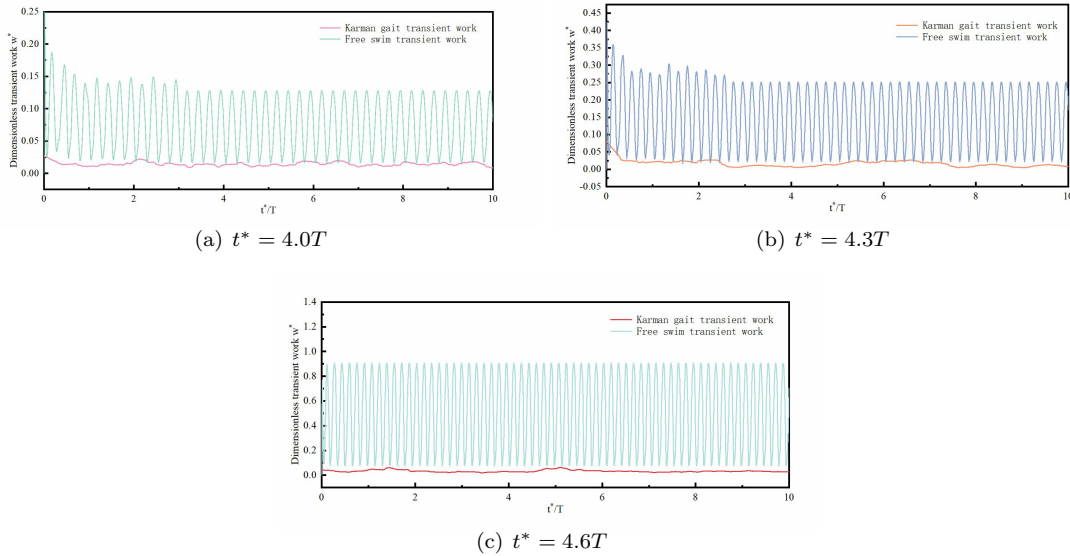 Dimensionless transient work w*
0.25
0.20
0.15
0.10
0.05
0.00
Karman gait transient work
Free swim transient work
0
2
4
6
8
10
t*/T
(a) t* = 4.0T
Dimensionless transient work w*
0.45
0.40
0.35
0.30
0.25
0.20
0.15
0.10
0.05
0.00
-0.05
Karman gait transient work
Free swim transient work
0
2
4
6
8
10
t*/T
(b) t* = 4.3T
Dimensionless transient work w*
1.4
1.2
1.0
0.8
0.6
0.4
0.2
0.0
Karman gait transient work
Free swim transient work
0
2
4
6
8
10
t*/T
(c) t* = 4.6T